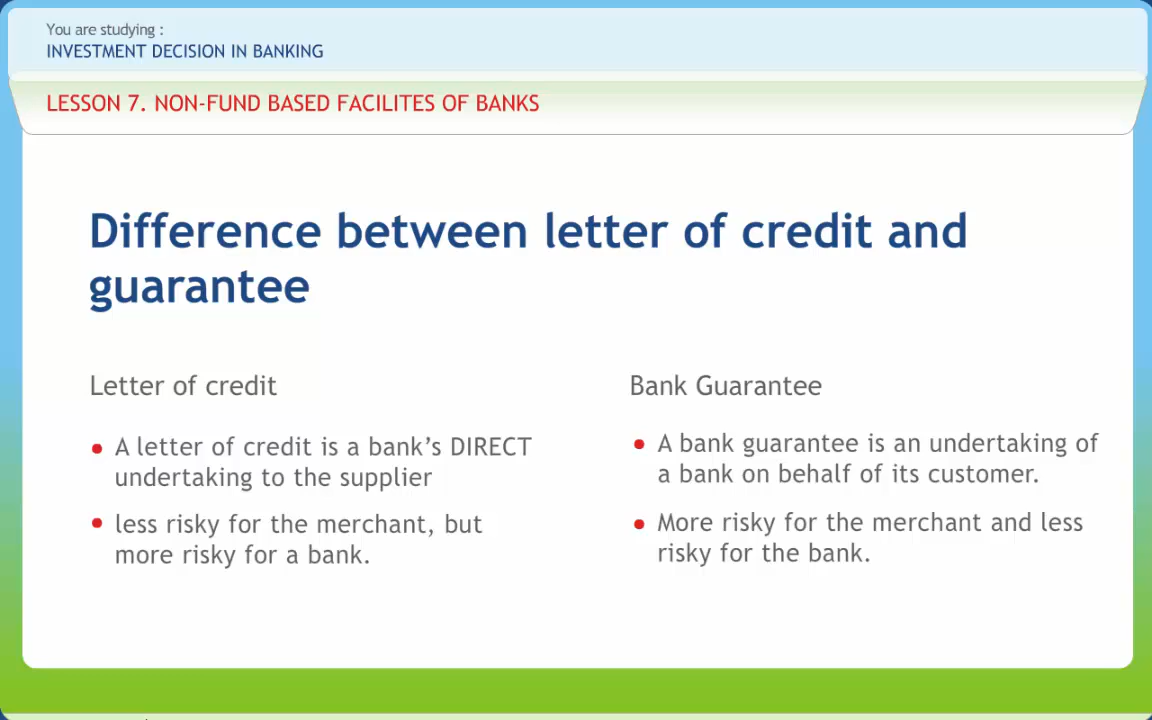 You are studying :
INVESTMENT DECISION IN BANKING
LESSON 7. NON-FUND BASED FACILITES OF BANKS
Difference between letter of credit and
guarantee
Letter of credit
• A letter of credit is a bank’s DIRECT
undertaking to the supplier
• less risky for the merchant, but
more risky for a bank.
Bank Guarantee
• A bank guarantee is an undertaking of
a bank on behalf of its customer.
• More risky for the merchant and less
risky for the bank.